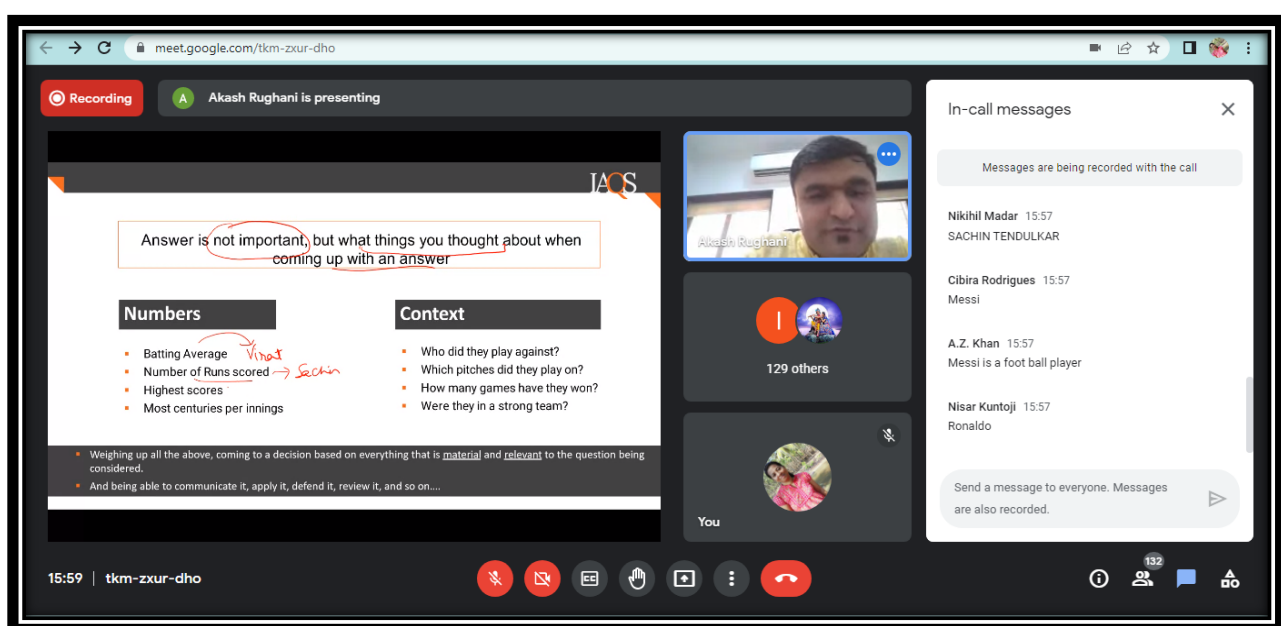 meet.google.com/tkm-zxur-dho
Recording
A
Akash Rughani is presenting
JAQS
Answer is not important, but what things you thought about when
coming up with an answer
Numbers
Batting Average
Virat
Number of Runs scored → Sachin
Highest scores
Most centuries per innings
Context
Who did they play against?
Which pitches did they play on?
How many games have they won?
Were they in a strong team?
Weighing up all the above, coming to a decision based on everything that is material and relevant to the question being
considered.
And being able to communicate it, apply it, defend it, review it, and so on....
Akash Rughani
I
129 others
You
In-call messages
Messages are being recorded with the call
Nikihil Madar 15:57
SACHIN TENDULKAR
Cibira Rodrigues 15:57
Messi
A.Z. Khan 15:57
Messi is a foot ball player
Nisar Kuntoji 15:57
Ronaldo
Send a message to everyone. Messages
are also recorded.
15:59 | tkm-zxur-dho
CC
132